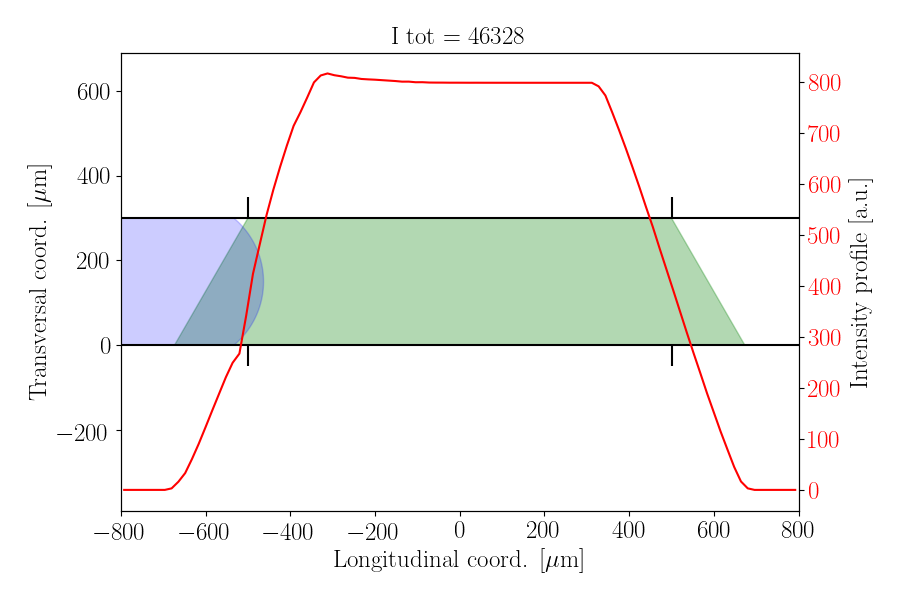 I tot = 46328
Transversal coord. [μm]
600
400
200
0
−200
800
700
600
500
400
300
200
100
0
Intensity profile [a.u.]
−800 −600 −400 −200 0 200 400 600 800
Longitudinal coord. [μm]